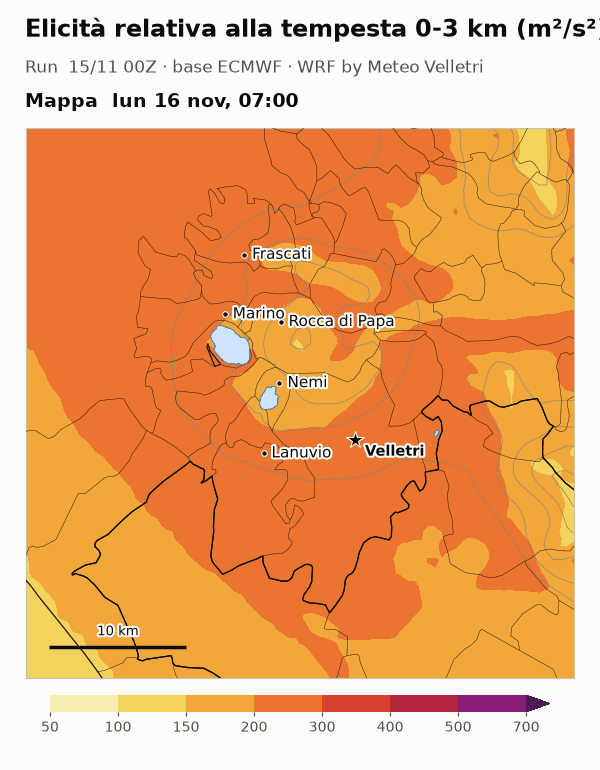 Elicità relativa alla tempesta 0-3 km (m²/s²)
Run  15/11 00Z · base ECMWF · WRF by Meteo Velletri
Mappa  lun 16 nov, 07:00
Frascati
Marino
Rocca di Papa
Nemi
Velletri
Lanuvio
10 km
50 100 150 200 300 400 500 700